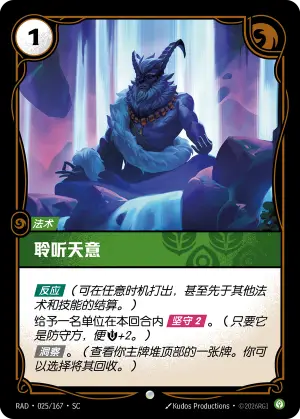 1
法术
聆听天意
反应 (可在任意时机打出，甚至先于其他法
术和技能的结算。)
给予一名单位在本回合内 坚守 2 。(只要它
是防守方，便+2。)
洞察 。(查看你主牌堆顶部的一张牌。你可
以选择将其回收。)
RAD • 025/167 • SC
Kudos Productions
©2026RGI